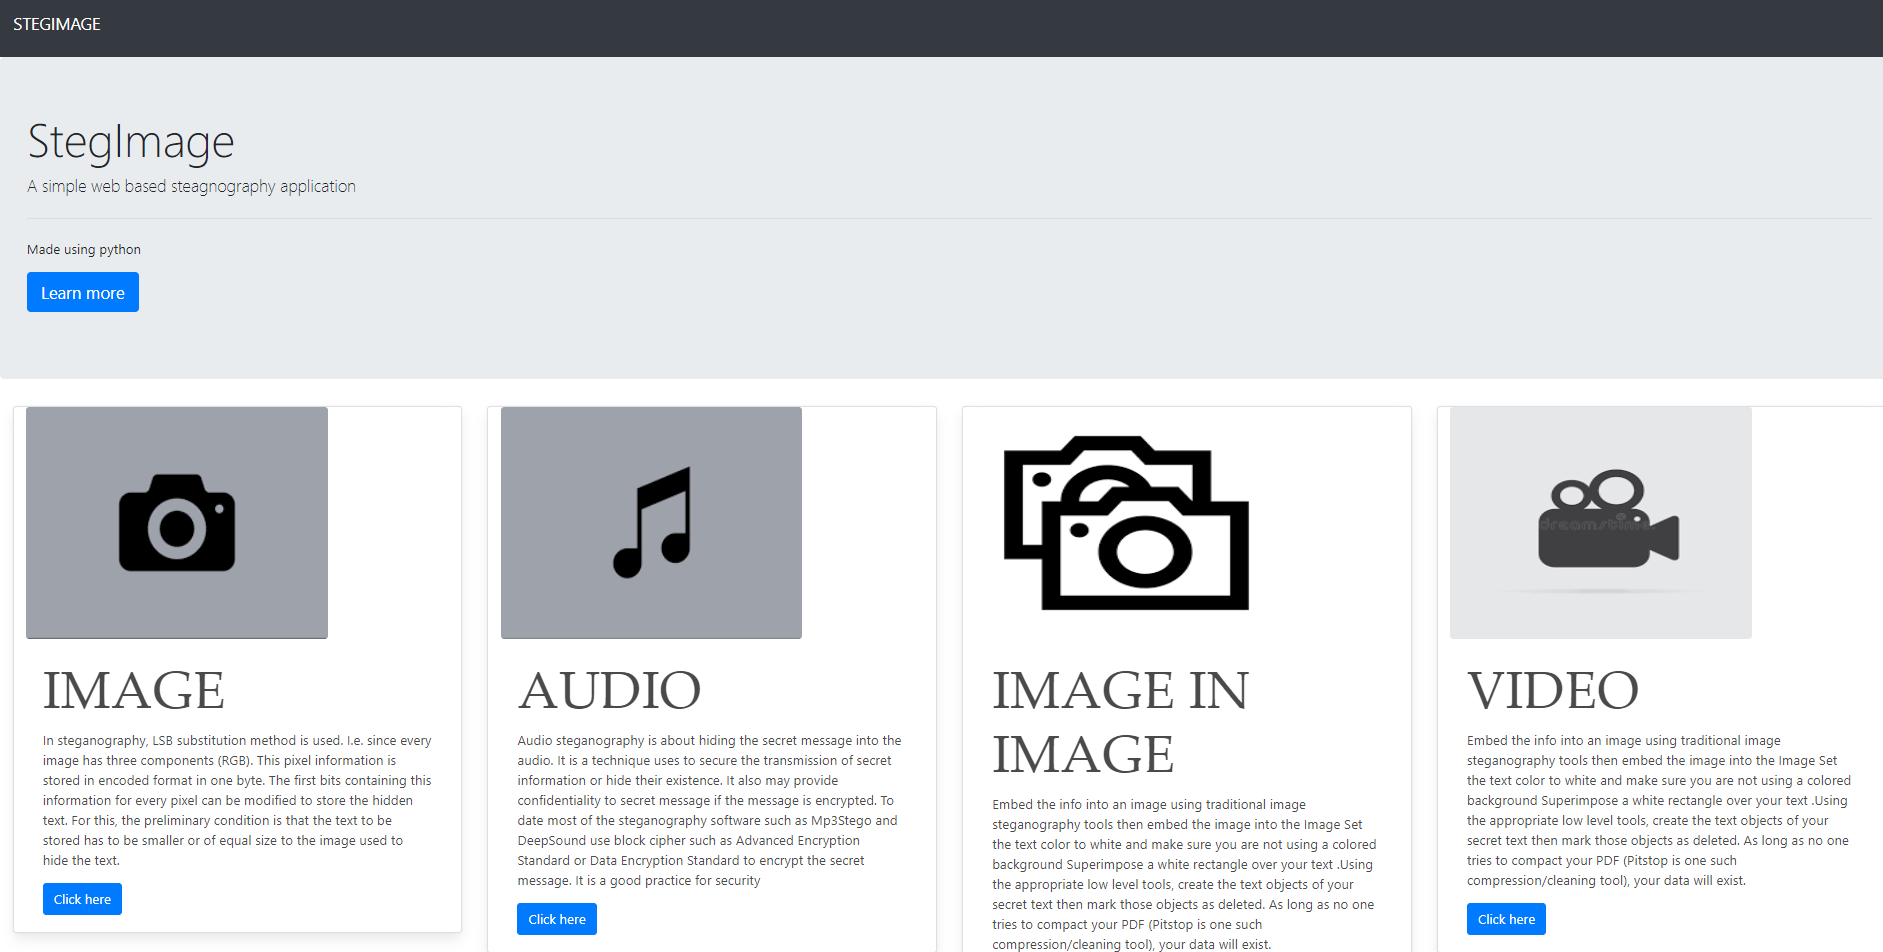 STEGIMAGE
StegImage
A simple web based steagnography application
Made using python
Learn more
IMAGE
In steganography, LSB substitution method is used. I.e. since every
image has three components (RGB). This pixel information is
stored in encoded format in one byte. The first bits containing this
information for every pixel can be modified to store the hidden
text. For this, the preliminary condition is that the text to be
stored has to be smaller or of equal size to the image used to
hide the text.
Click here
AUDIO
Audio steganography is about hiding the secret message into the
audio. It is a technique uses to secure the transmission of secret
information or hide their existence. It also may provide
confidentiality to secret message if the message is encrypted. To
date most of the steganography software such as Mp3Stego and
DeepSound use block cipher such as Advanced Encryption
Standard or Data Encryption Standard to encrypt the secret
message. It is a good practice for security
Click here
IMAGE IN
IMAGE
Embed the info into an image using traditional image
steganography tools then embed the image into the Image Set
the text color to white and make sure you are not using a colored
background Superimpose a white rectangle over your text .Using
the appropriate low level tools, create the text objects of your
secret text then mark those objects as deleted. As long as no one
tries to compact your PDF (Pitstop is one such
compression/cleaning tool), your data will exist.
dreamstime
VIDEO
Embed the info into an image using traditional image
steganography tools then embed the image into the Image Set
the text color to white and make sure you are not using a colored
background Superimpose a white rectangle over your text .Using
the appropriate low level tools, create the text objects of your
secret text then mark those objects as deleted. As long as no one
tries to compact your PDF (Pitstop is one such
compression/cleaning tool), your data will exist.
Click here